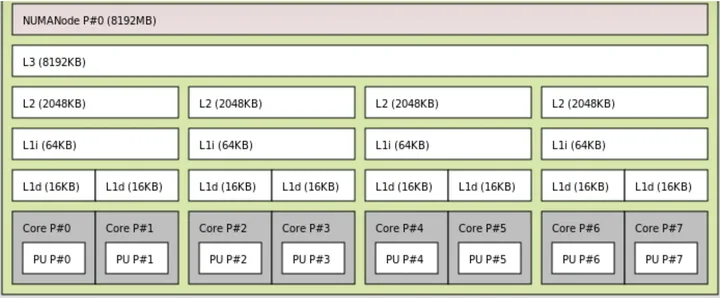 NUMANode P#0 (8192MB)
L3 (8192KB)
L2 (2048KB) L2 (2048KB) L2 (2048KB) L2 (2048KB)
L1i (64KB) L1i (64KB) L1i (64KB) L1i (64KB)
L1d (16KB) L1d (16KB) L1d (16KB) L1d (16KB) L1d (16KB) L1d (16KB) L1d (16KB) L1d (16KB)
Core P#0 Core P#1 Core P#2 Core P#3 Core P#4 Core P#5 Core P#6 Core P#7
PU P#0 PU P#1 PU P#2 PU P#3 PU P#4 PU P#5 PU P#6 PU P#7